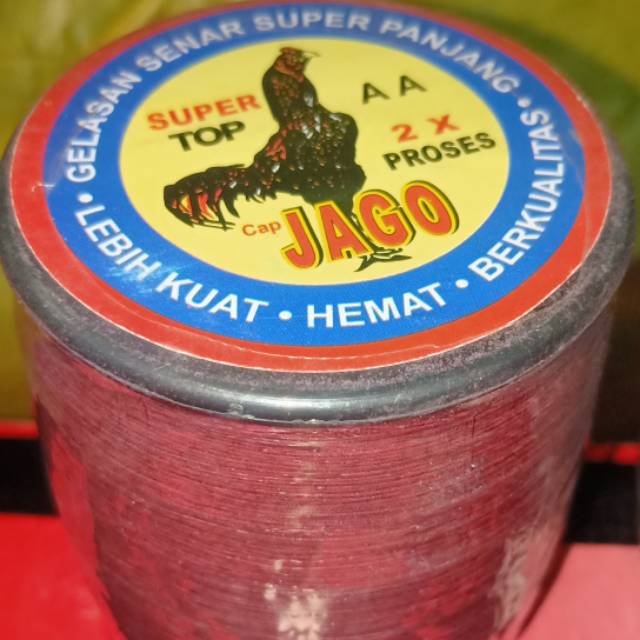 GELASAN SENAR SUPER PANJANG •
SUPER
TOP
A A
2 X
PROSES
Cap JAGO
• LEBIH KUAT • HEMAT • BERKUALITAS •